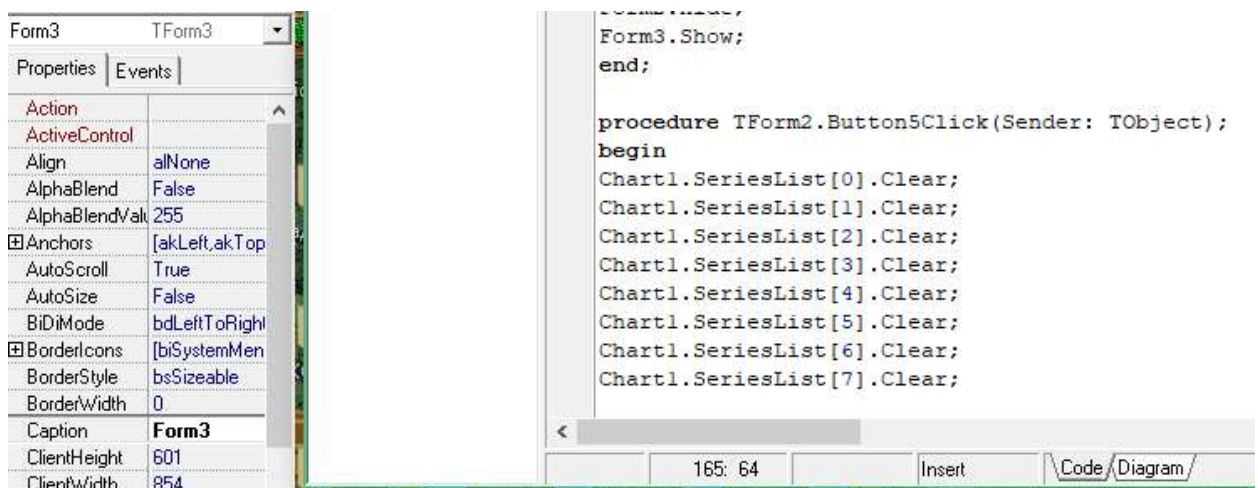 Form3 TForm3
Properties Events
Action
ActiveControl
Align alNone
AlphaBlend False
AlphaBlendValu 255
Anchors [akLeft,akTop
AutoScroll True
AutoSize False
BiDiMode bdLeftToRight
BorderIcons [biSystemMen
BorderStyle bsSizeable
BorderWidth 0
Caption Form3
ClientHeight 601
ClientWidth 854
Form3.Show;
end;
procedure TForm2.Button5Click(Sender: TObject);
begin
Chart1.SeriesList[0].Clear;
Chart1.SeriesList[1].Clear;
Chart1.SeriesList[2].Clear;
Chart1.SeriesList[3].Clear;
Chart1.SeriesList[4].Clear;
Chart1.SeriesList[5].Clear;
Chart1.SeriesList[6].Clear;
Chart1.SeriesList[7].Clear;
165: 64 Insert Code Diagram